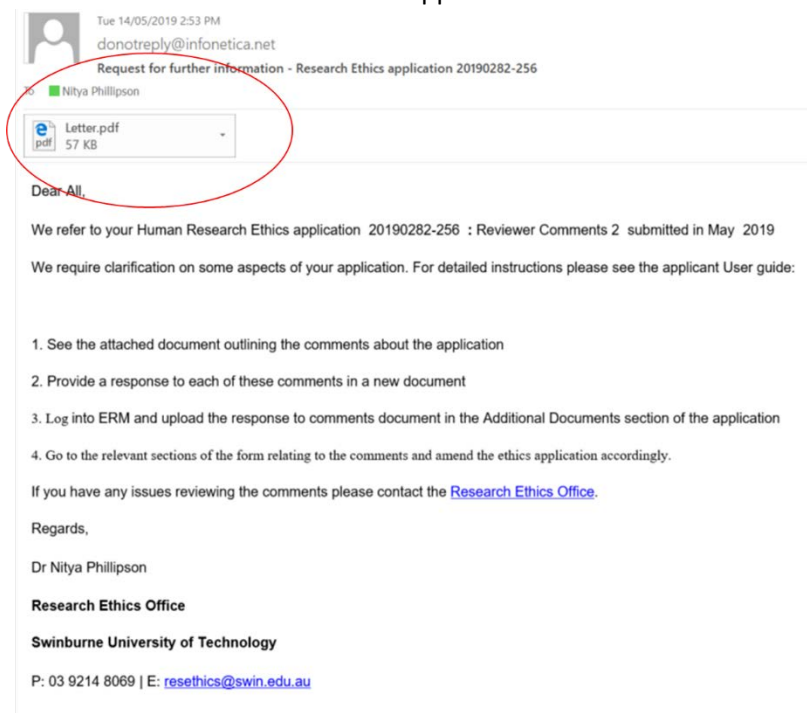 Tue 14/05/2019 2:53 PM
donotreply@infonetica.net
Request for further information - Research Ethics application 20190282-256
To Nitya Phillipson
Letter.pdf
pdf 57 KB
Dear All,
We refer to your Human Research Ethics application 20190282-256 : Reviewer Comments 2 submitted in May 2019
We require clarification on some aspects of your application. For detailed instructions please see the applicant User guide:
1. See the attached document outlining the comments about the application
2. Provide a response to each of these comments in a new document
3. Log into ERM and upload the response to comments document in the Additional Documents section of the application
4. Go to the relevant sections of the form relating to the comments and amend the ethics application accordingly.
If you have any issues reviewing the comments please contact the Research Ethics Office.
Regards,
Dr Nitya Phillipson
Research Ethics Office
Swinburne University of Technology
P: 03 9214 8069 | E: resethics@swin.edu.au